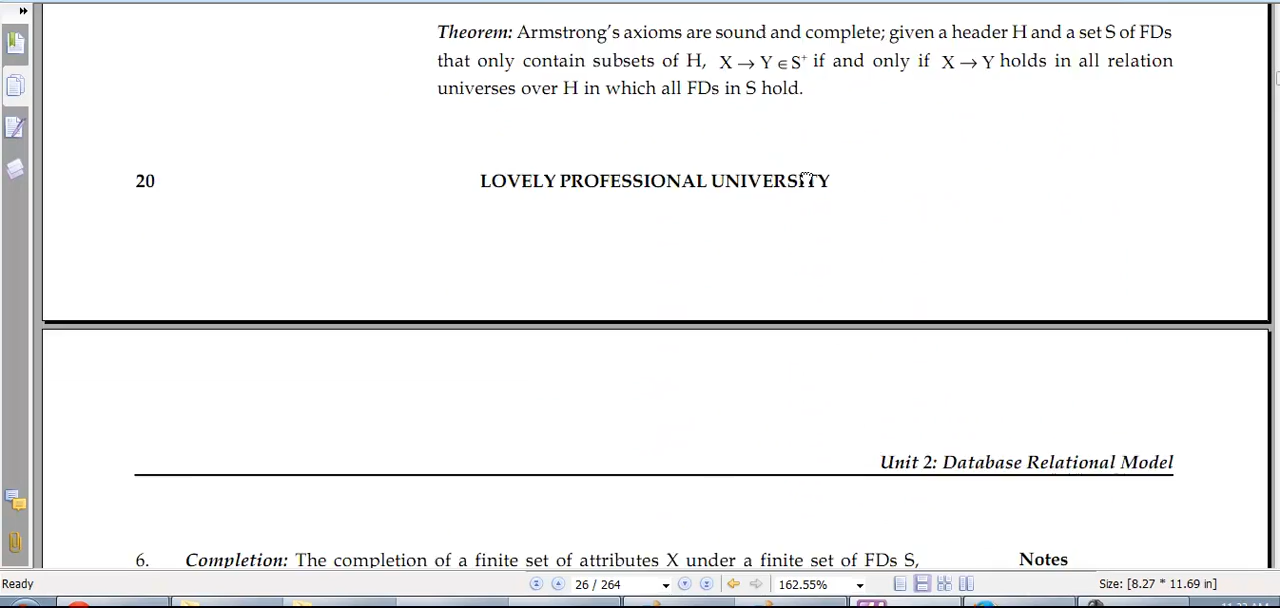 Theorem: Armstrong's axioms are sound and complete; given a header H and a set S of FDs
that only contain subsets of H, X → Y ∈ S⁺ if and only if X → Y holds in all relation
universes over H in which all FDs in S hold.
20 LOVELY PROFESSIONAL UNIVERSITY
Unit 2: Database Relational Model
6. Completion: The completion of a finite set of attributes X under a finite set of FDs S, Notes
Ready 26 / 264 162.55% Size: [8.27 * 11.69 in]